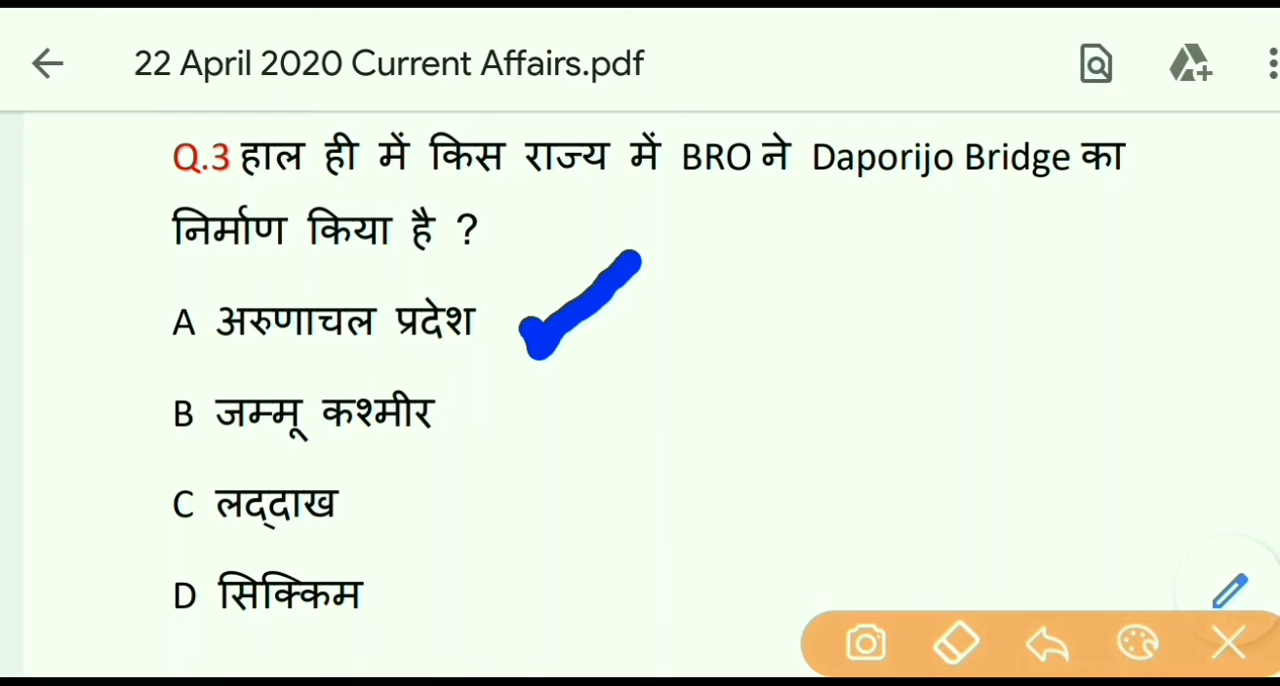 22 April 2020 Current Affairs.pdf
Q.3 हाल ही में किस राज्य में BRO ने Daporijo Bridge का
निर्माण किया है ?
A अरुणाचल प्रदेश
B जम्मू कश्मीर
C लद्दाख
D सिक्किम